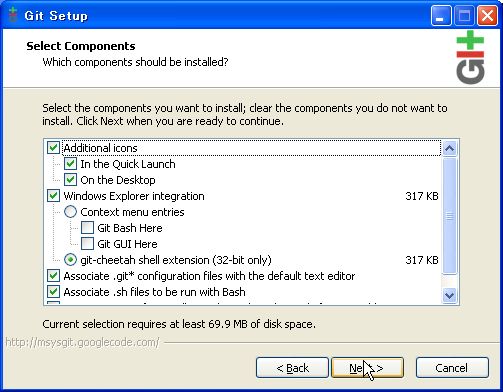 Git Setup
Select Components
Which components should be installed?
Git
Select the components you want to install; clear the components you do not want to
install. Click Next when you are ready to continue.
Additional icons
In the Quick Launch
On the Desktop
Windows Explorer integration 317 KB
Context menu entries
Git Bash Here
Git GUI Here
git-cheetah shell extension (32-bit only) 317 KB
Associate .git* configuration files with the default text editor
Associate .sh files to be run with Bash
Current selection requires at least 69.9 MB of disk space.
http://msysgit.googlecode.com/
< Back Next > Cancel